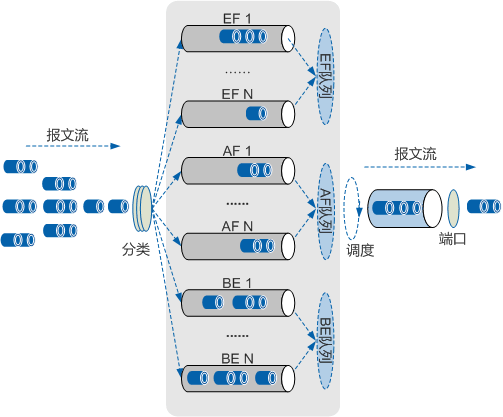 报文流
分类
EF 1
......
EF N
EF队列
AF 1
......
AF N
AF队列
BE 1
......
BE N
BE队列
调度
报文流
端口